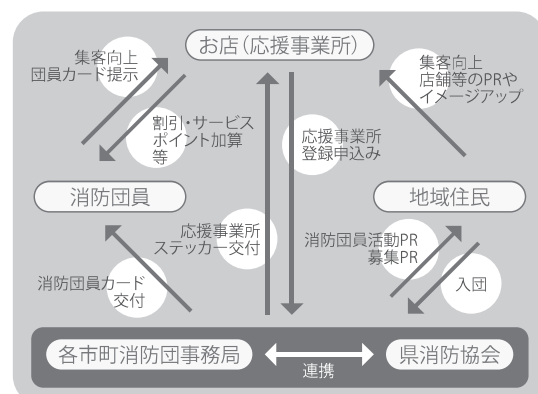 お店(応援事業所)
集客向上
団員カード提示
集客向上
店舗等のPRや
イメージアップ
割引・サービス
ポイント加算
等
応援事業所
登録申込み
消防団員
地域住民
応援事業所
ステッカー交付
消防団員活動PR
募集PR
消防団員カード
交付
入団
各市町消防団事務局
連携
県消防協会